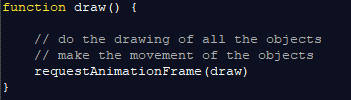 function draw() {
// do the drawing of all the objects
// make the movement of the objects
requestAnimationFrame(draw)
}